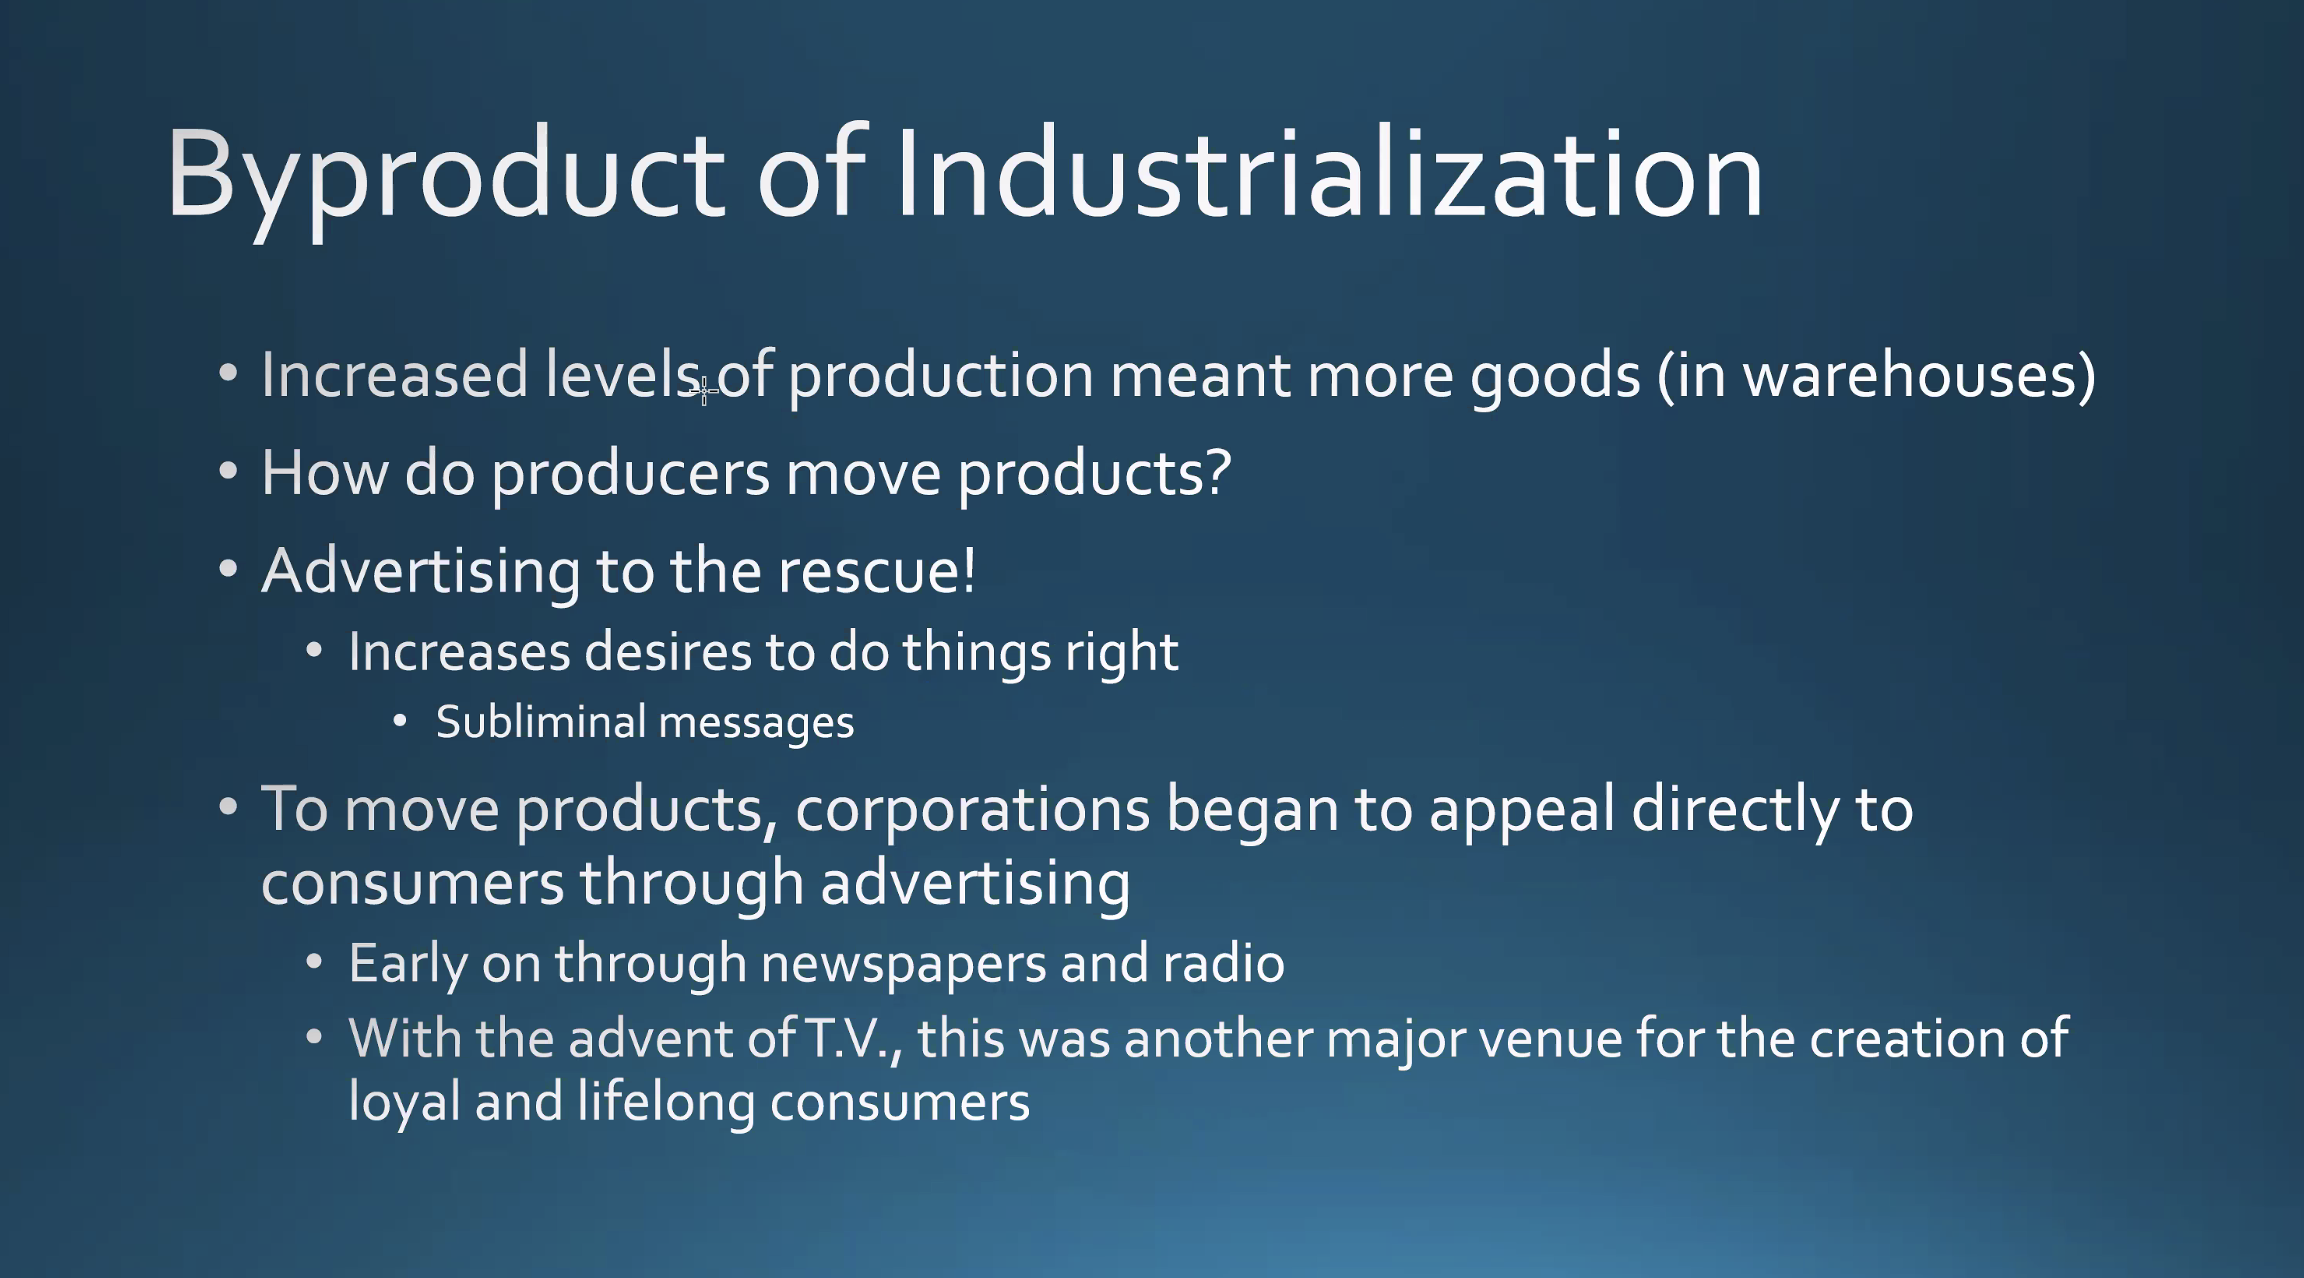 Byproduct of Industrialization
• Increased levels of production meant more goods (in warehouses)
• How do producers move products?
• Advertising to the rescue!
• Increases desires to do things right
• Subliminal messages
• To move products, corporations began to appeal directly to
consumers through advertising
• Early on through newspapers and radio
• With the advent of T.V., this was another major venue for the creation of
loyal and lifelong consumers